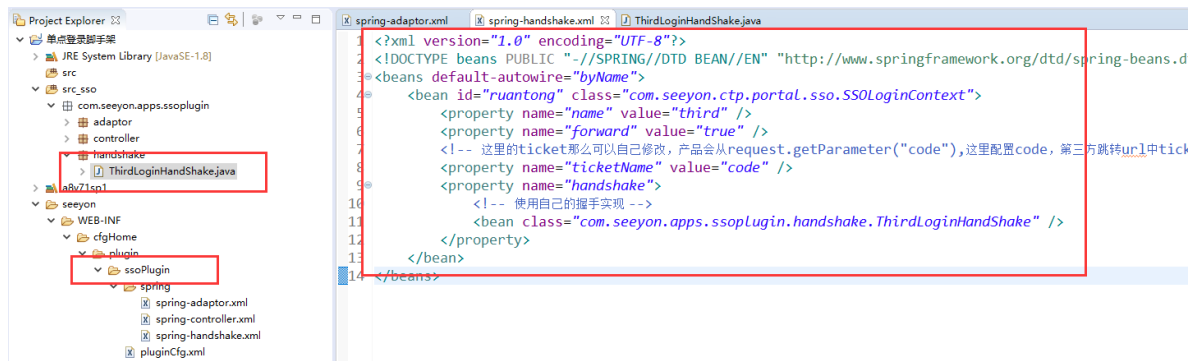 Project Explorer
单点登录脚手架
JRE System Library [JavaSE-1.8]
src
src_sso
com.seeyon.apps.ssoplugin
adaptor
controller
handshake
ThirdLoginHandShake.java
a8v71sp1
seeyon
WEB-INF
cfgHome
plugin
ssoPlugin
spring
spring-adaptor.xml
spring-controller.xml
spring-handshake.xml
pluginCfg.xml
spring-adaptor.xml spring-handshake.xml ThirdLoginHandShake.java
1 <?xml version="1.0" encoding="UTF-8"?>
2 <!DOCTYPE beans PUBLIC "-//SPRING//DTD BEAN//EN" "http://www.springframework.org/dtd/spring-beans.d
3 <beans default-autowire="byName">
4 <bean id="ruantong" class="com.seeyon.ctp.portal.sso.SSOLoginContext">
5 <property name="name" value="third" />
6 <property name="forward" value="true" />
7 <!-- 这里的ticket那么可以自己修改，产品会从request.getParameter("code"),这里配置code，第三方跳转url中tick
8 <property name="ticketName" value="code" />
9 <property name="handshake">
10 <!-- 使用自己的握手实现 -->
11 <bean class="com.seeyon.apps.ssoplugin.handshake.ThirdLoginHandShake" />
12 </property>
13 </bean>
14 </beans>